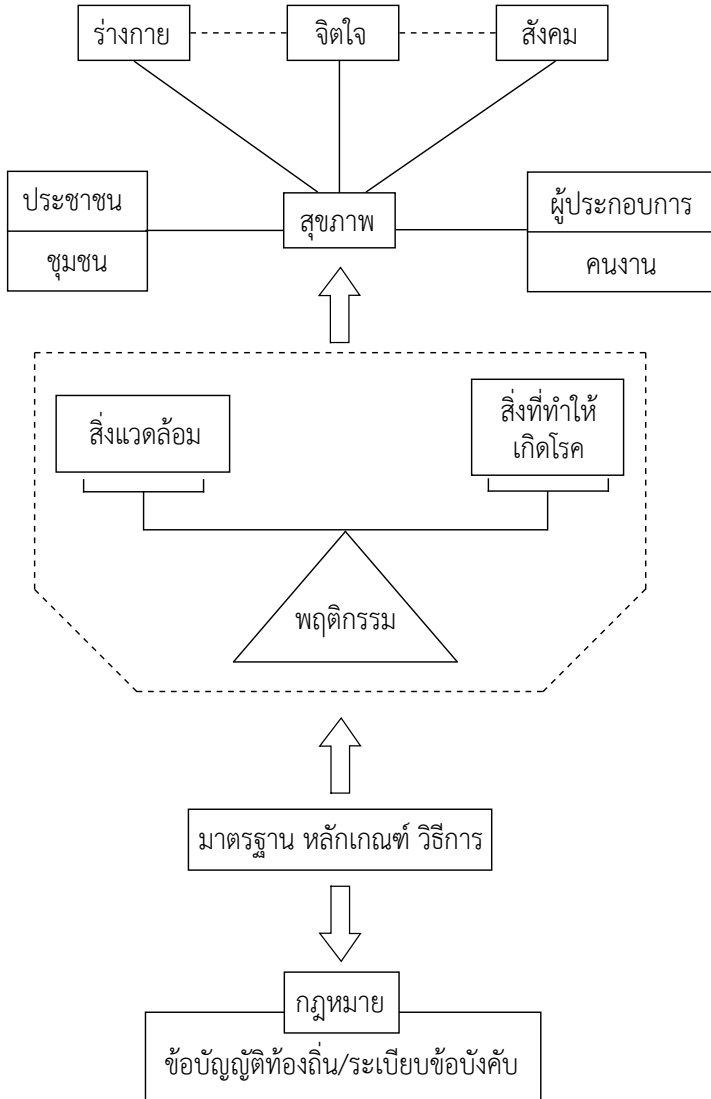 ร่างกาย
จิตใจ
สังคม
ประชาชน
ชุมชน
สุขภาพ
ผู้ประกอบการ
คนงาน
สิ่งแวดล้อม
สิ่งที่ทำให้
เกิดโรค
พฤติกรรม
มาตรฐาน หลักเกณฑ์ วิธีการ
กฎหมาย
ข้อบัญญัติท้องถิ่น/ระเบียบข้อบังคับ